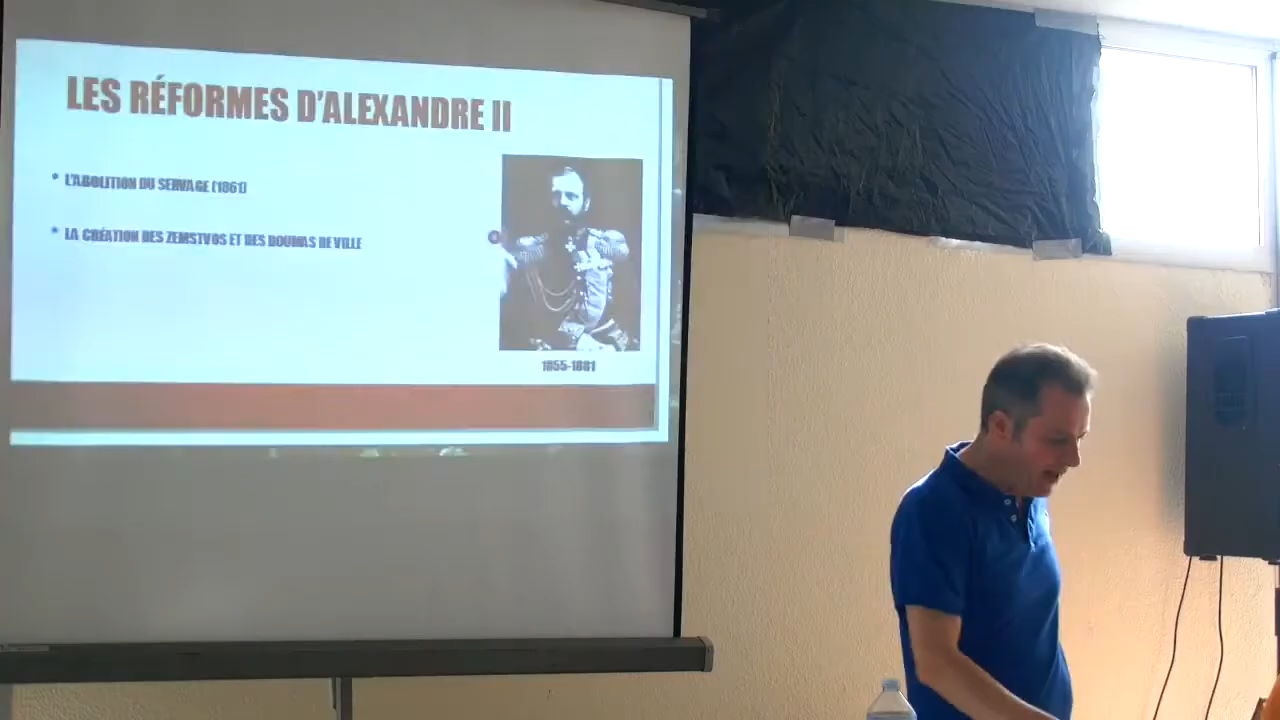 LES RÉFORMES D'ALEXANDRE II
• L'ABOLITION DU SERVAGE (1861)
• LA CRÉATION DES ZEMSTVOS ET DES DOUMAS DE VILLE
1855-1881